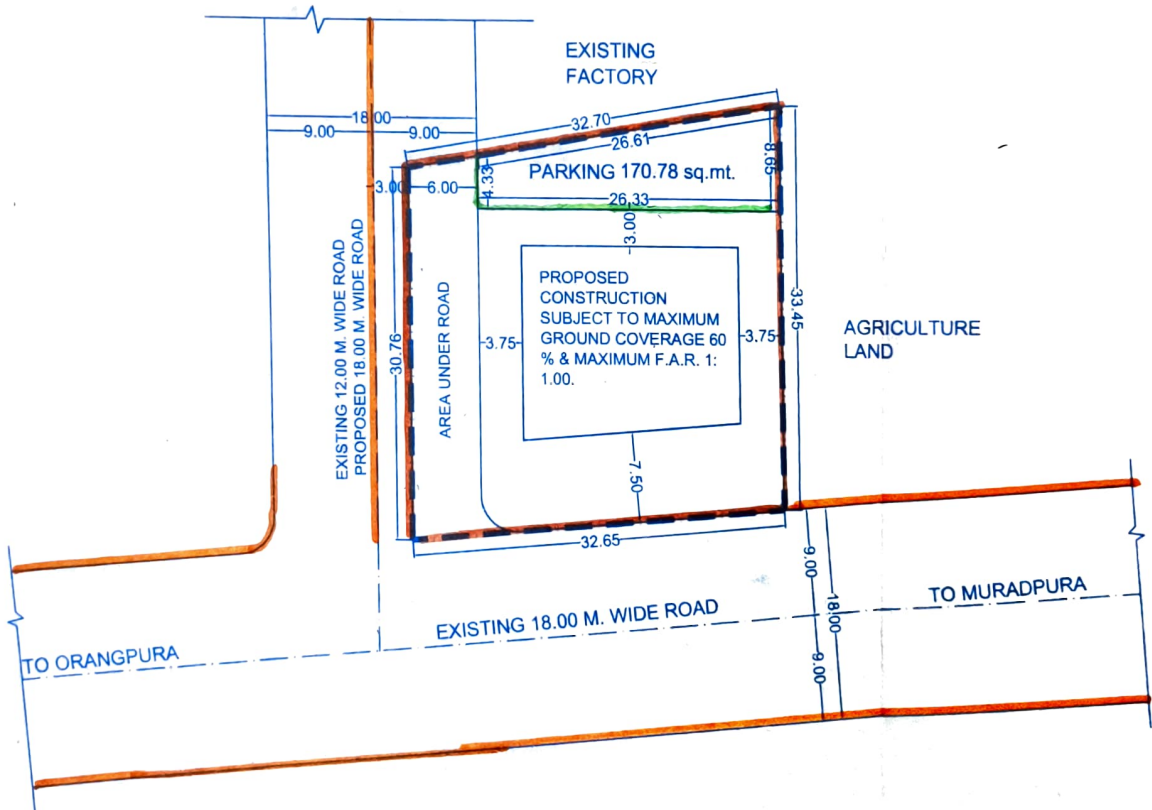 EXISTING
FACTORY
18.00
9.00
9.00
32.70
26.61
PARKING 170.78 sq.mt.
8.65
4.33
3.00
6.00
26.33
3.00
EXISTING 12.00 M. WIDE ROAD
PROPOSED 18.00 M. WIDE ROAD
30.76
AREA UNDER ROAD
3.75
PROPOSED
CONSTRUCTION
SUBJECT TO MAXIMUM
GROUND COVERAGE 60
% & MAXIMUM F.A.R. 1:
1.00.
3.75
33.45
AGRICULTURE
LAND
7.50
32.65
9.00
18.00
9.00
TO MURADPURA
EXISTING 18.00 M. WIDE ROAD
TO ORANGPURA